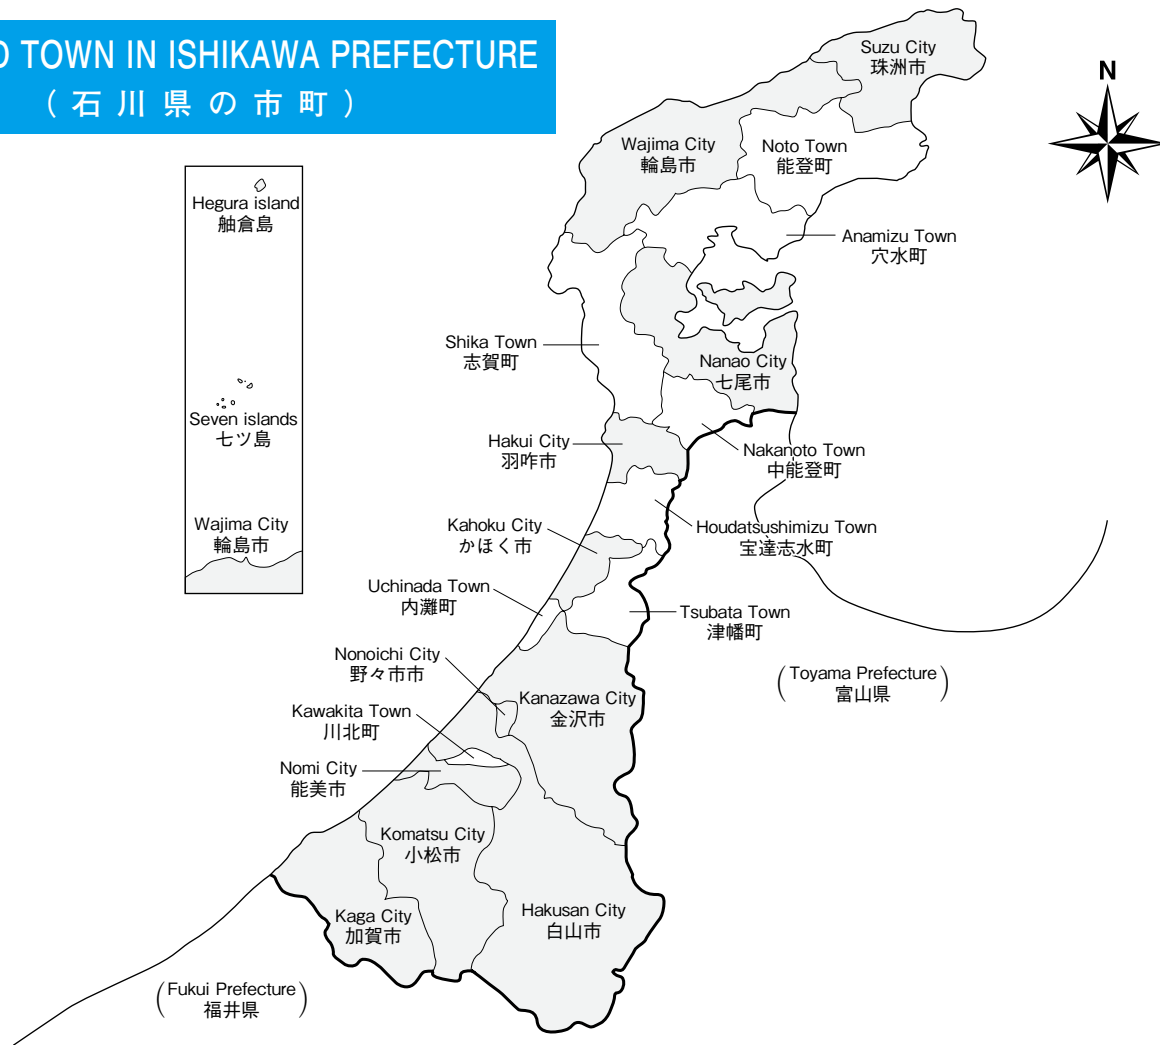 TOWN IN ISHIKAWA PREFECTURE
(石川県の市町)
N
Suzu City
珠洲市
Wajima City
輪島市
Noto Town
能登町
Hegura island
舳倉島
Anamizu Town
穴水町
Shika Town
志賀町
Nanao City
七尾市
Seven islands
七ツ島
Hakui City
羽咋市
Nakanoto Town
中能登町
Wajima City
輪島市
Kahoku City
かほく市
Houdatsushimizu Town
宝達志水町
Uchinada Town
内灘町
Tsubata Town
津幡町
Nonoichi City
野々市市
(Toyama Prefecture)
富山県
Kanazawa City
金沢市
Kawakita Town
川北町
Nomi City
能美市
Komatsu City
小松市
Hakusan City
白山市
Kaga City
加賀市
(Fukui Prefecture)
福井県